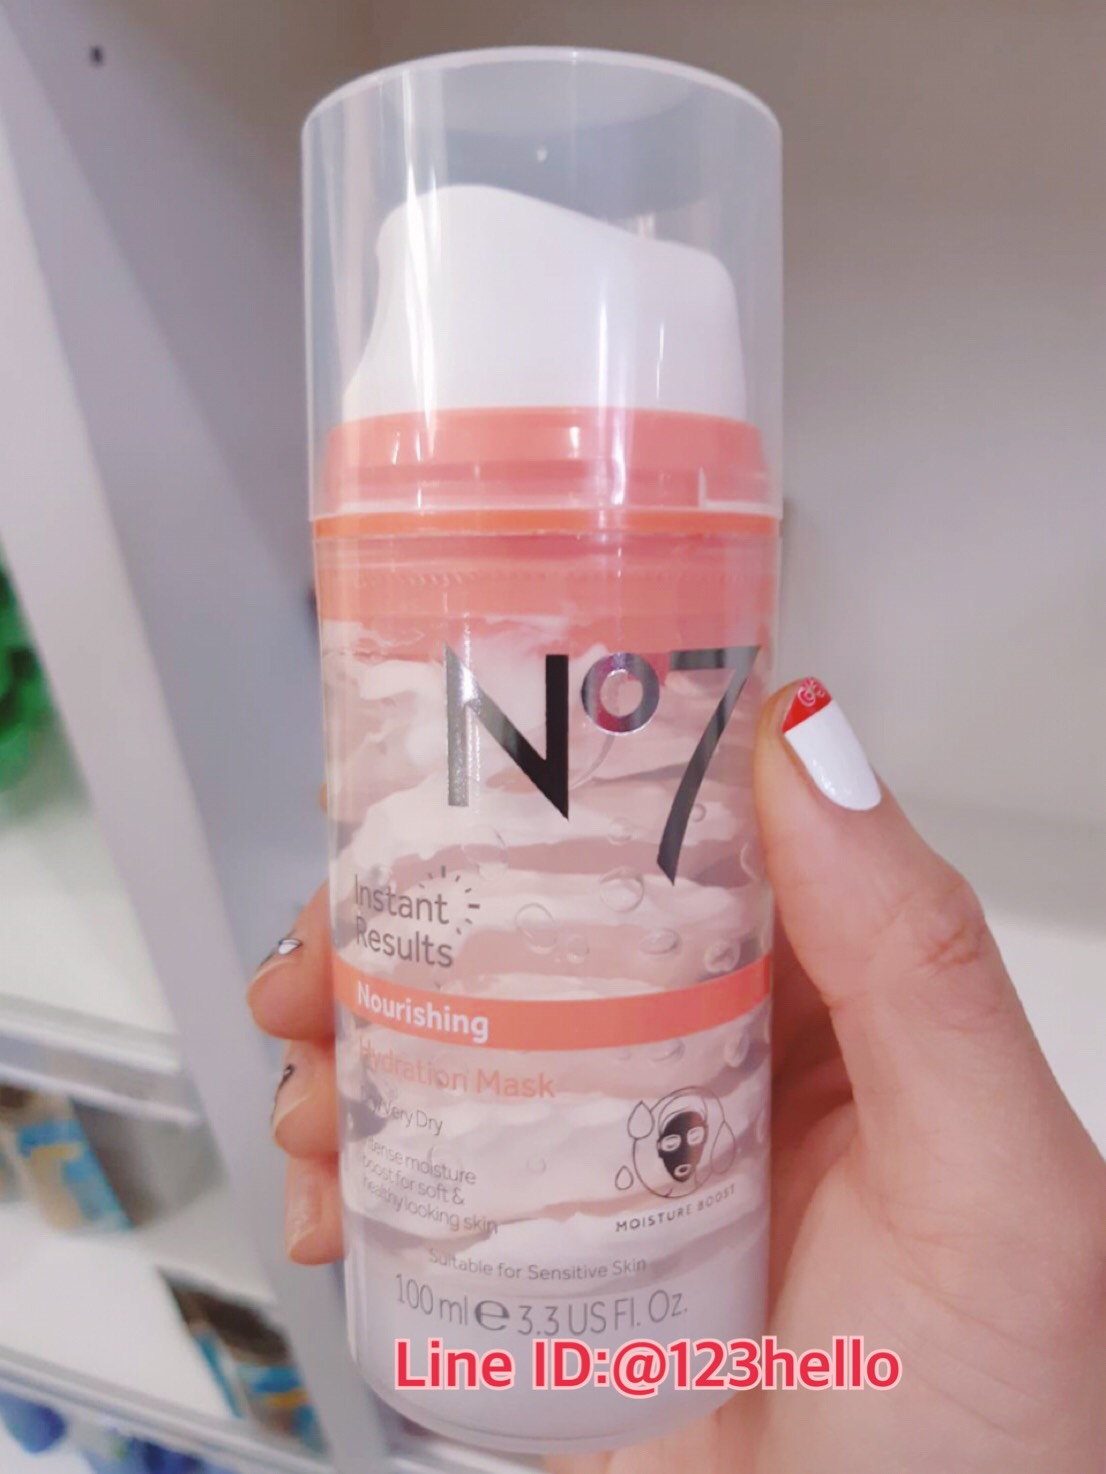 Nº7
Instant
Results
Nourishing
Hydration Mask
Very Dry
Intense moisture
boost for soft &
healthy looking skin
MOISTURE BOOST
Suitable for Sensitive Skin
100 ml ℮ 3.3 US Fl. Oz.
Line ID:@123hello